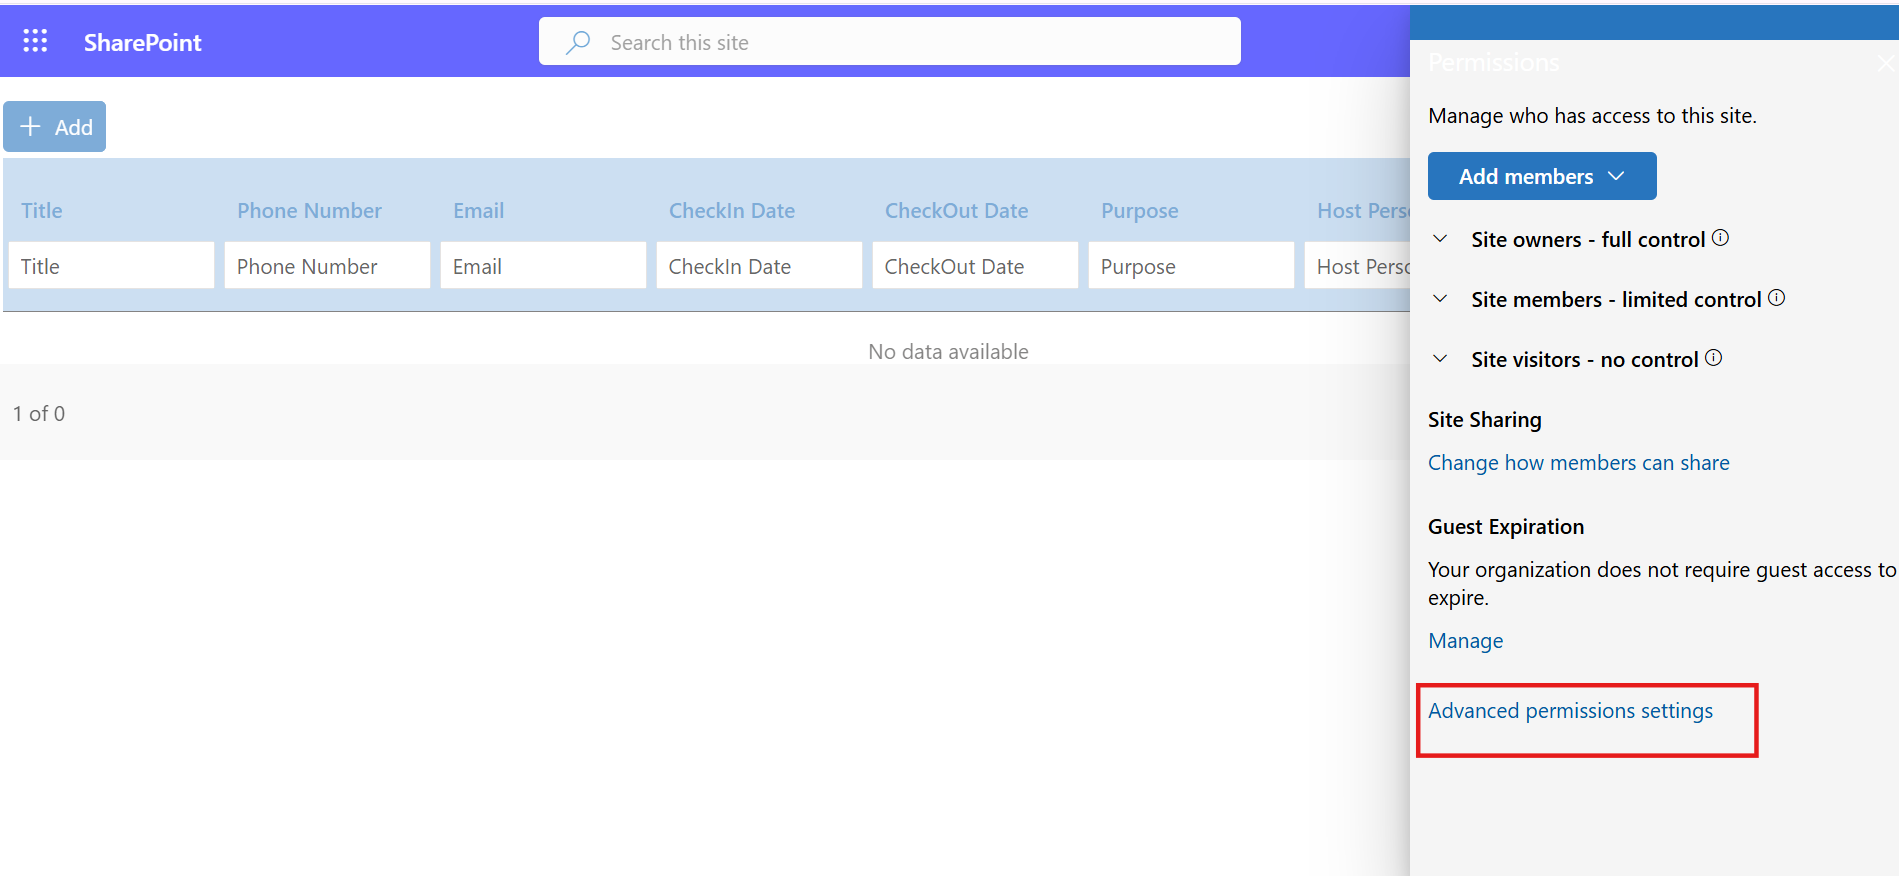 SharePoint
Search this site
Permissions
Manage who has access to this site.
Add
Add members
Title Phone Number Email CheckIn Date CheckOut Date Purpose Host Perso
Title Phone Number Email CheckIn Date CheckOut Date Purpose Host Perso
No data available
1 of 0
Site owners - full control
Site members - limited control
Site visitors - no control
Site Sharing
Change how members can share
Guest Expiration
Your organization does not require guest access to
expire.
Manage
Advanced permissions settings